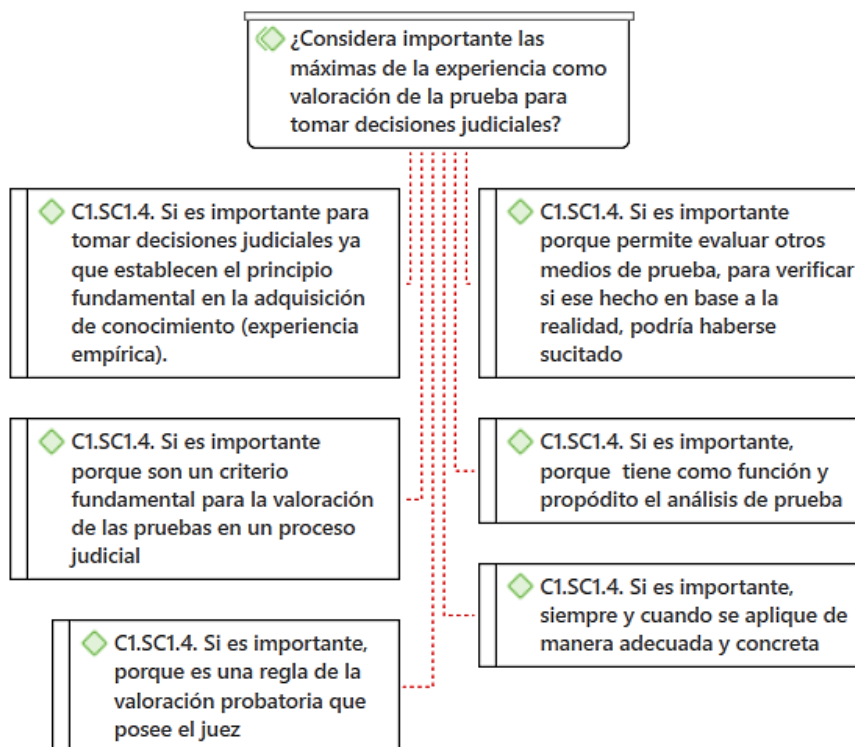 ¿Considera importante las
máximas de la experiencia como
valoración de la prueba para
tomar decisiones judiciales?
C1.SC1.4. Si es importante para
tomar decisiones judiciales ya
que establecen el principio
fundamental en la adquisición
de conocimiento (experiencia
empírica).
C1.SC1.4. Si es importante
porque permite evaluar otros
medios de prueba, para verificar
si ese hecho en base a la
realidad, podría haberse
sucitado
C1.SC1.4. Si es importante
porque son un criterio
fundamental para la valoración
de las pruebas en un proceso
judicial
C1.SC1.4. Si es importante,
porque  tiene como función y
propódito el análisis de prueba
C1.SC1.4. Si es importante,
siempre y cuando se aplique de
manera adecuada y concreta
C1.SC1.4. Si es importante,
porque es una regla de la
valoración probatoria que
posee el juez